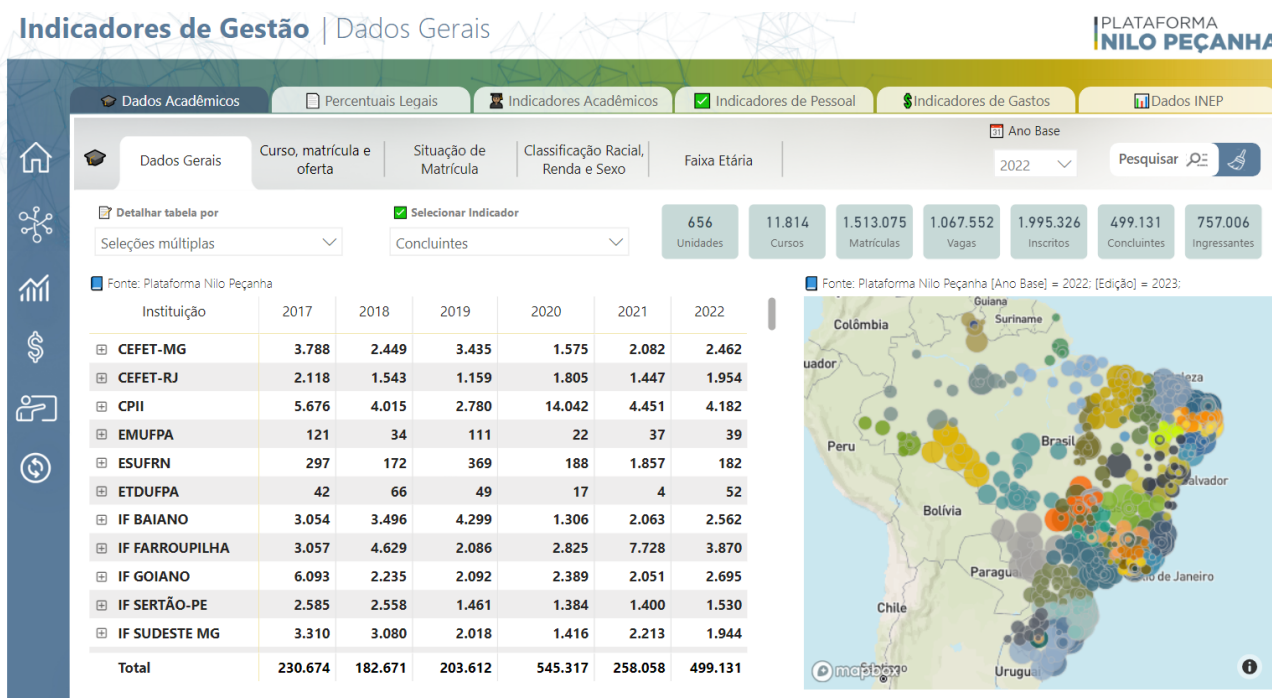 Indicadores de Gestão | Dados Gerais
PLATAFORMA
NILO PEÇANHA
Dados Acadêmicos
Percentuais Legais
Indicadores Acadêmicos
Indicadores de Pessoal
Indicadores de Gastos
Dados INEP
Dados Gerais
Curso, matrícula e
oferta
Situação de
Matrícula
Classificação Racial,
Renda e Sexo
Faixa Etária
31 Ano Base
2022
Pesquisar
Detalhar tabela por
Seleções múltiplas
Selecionar Indicador
Concluintes
656
Unidades
11.814
Cursos
1.513.075
Matrículas
1.067.552
Vagas
1.995.326
Inscritos
499.131
Concluintes
757.006
Ingressantes
Fonte: Plataforma Nilo Peçanha
Instituição 2017 2018 2019 2020 2021 2022
CEFET-MG 3.788 2.449 3.435 1.575 2.082 2.462
CEFET-RJ 2.118 1.543 1.159 1.805 1.447 1.954
CPII 5.676 4.015 2.780 14.042 4.451 4.182
EMUFPA 121 34 111 22 37 39
ESUFRN 297 172 369 188 1.857 182
ETDUFPA 42 66 49 17 4 52
IF BAIANO 3.054 3.496 4.299 1.306 2.063 2.562
IF FARROUPILHA 3.057 4.629 2.086 2.825 7.728 3.870
IF GOIANO 6.093 2.235 2.092 2.389 2.051 2.695
IF SERTÃO-PE 2.585 2.558 1.461 1.384 1.400 1.530
IF SUDESTE MG 3.310 3.080 2.018 1.416 2.213 1.944
Total 230.674 182.671 203.612 545.317 258.058 499.131
Fonte: Plataforma Nilo Peçanha [Ano Base] = 2022; [Edição] = 2023;
Guiana
Suriname
Colômbia
uador
eza
Peru
Brasil
alvador
Bolívia
Paragu
io de Janeiro
Chile
mapbox
Urugu